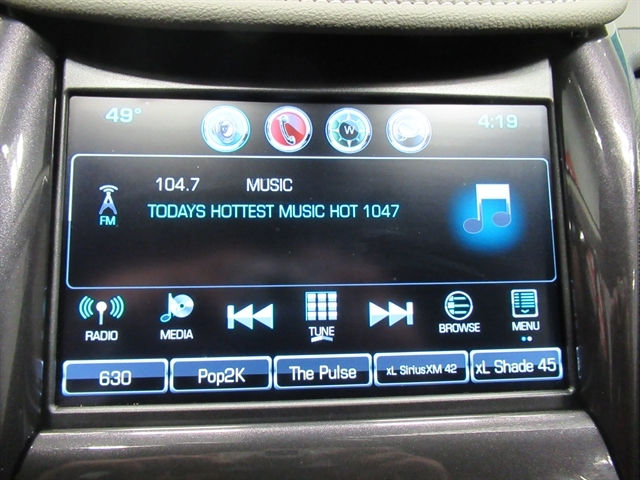 49° W 4:19
104.7 MUSIC
FM TODAYS HOTTEST MUSIC HOT 1047
RADIO MEDIA TUNE BROWSE MENU
630 Pop2K The Pulse xL SiriusXM 42 xL Shade 45